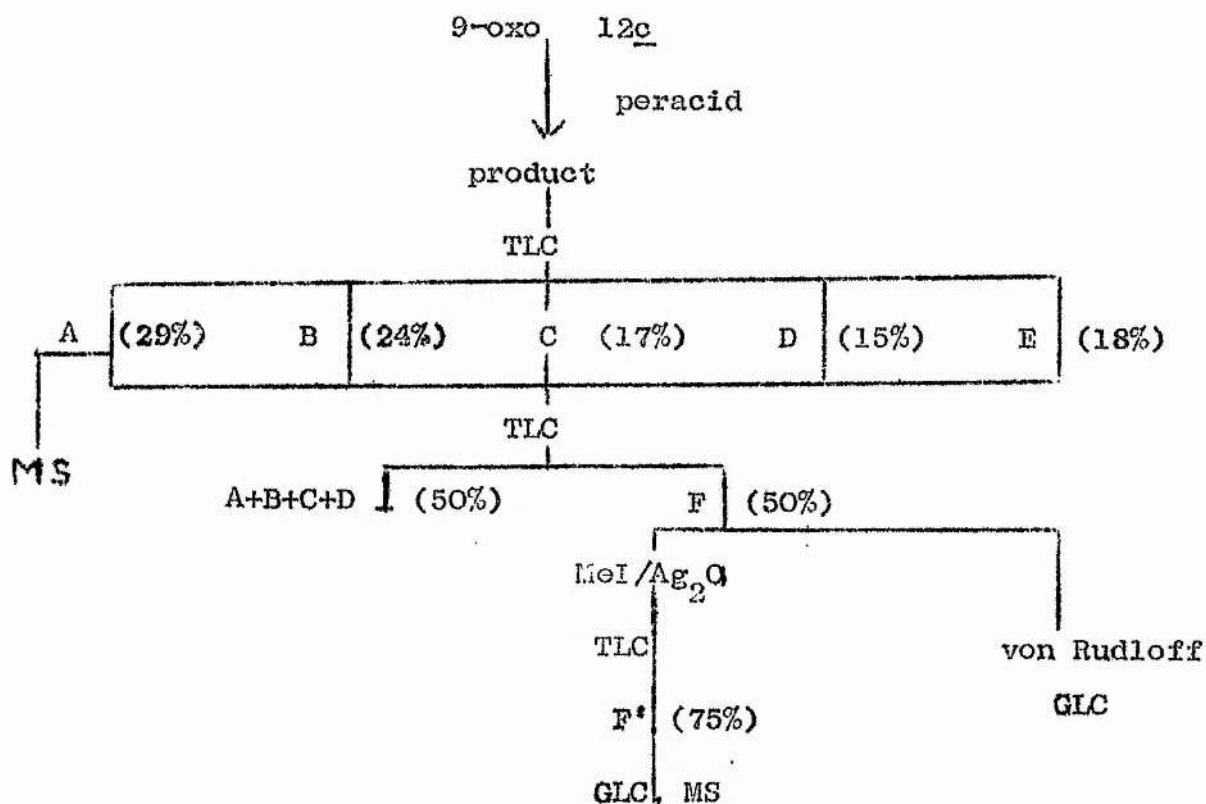 9-oxo 12c
peracid
product
TLC
A (29%) B (24%) C (17%) D (15%) E (18%)
TLC
MS
A+B+C+D (50%) F (50%)
MeI/Ag₂O
TLC
von Rudloff
F* (75%)
GLC
GLC, MS